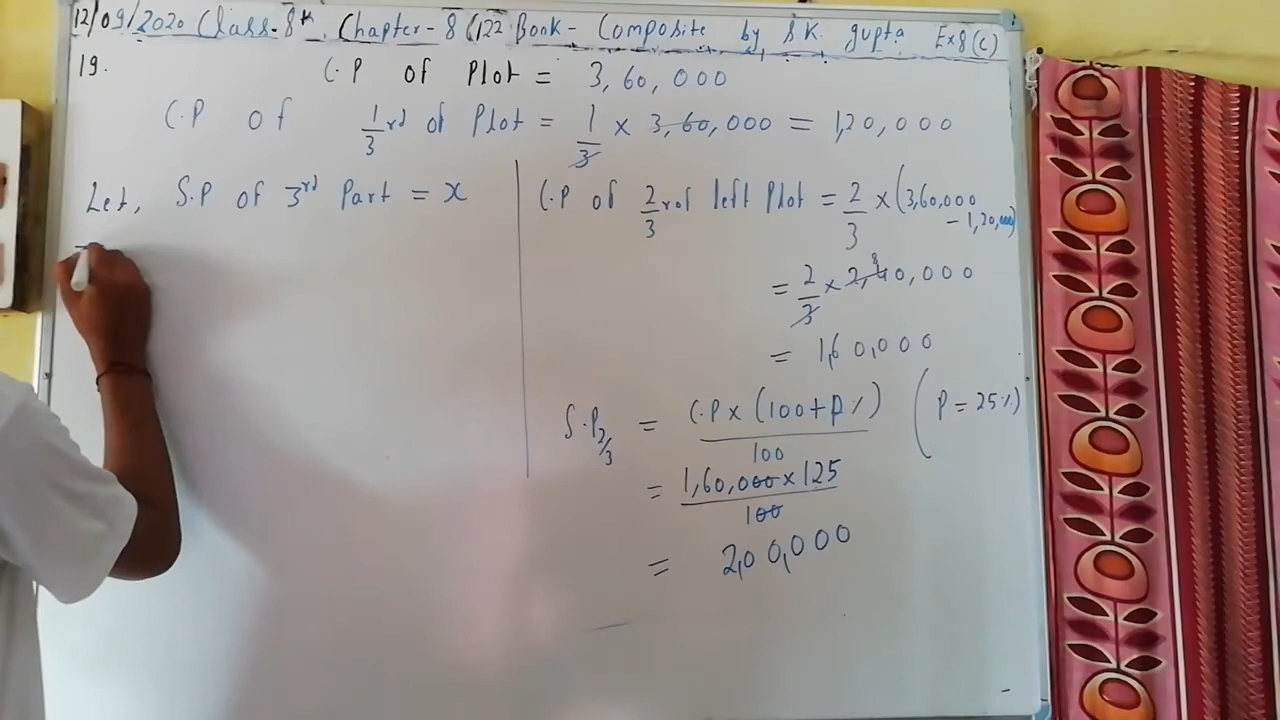 12/09/2020 Class-8th. Chapter-8 (122 Book- Composite by S.K. gupta Ex8(c)
19. C.P of Plot = 3,60,000
C.P of 1/3 rd of Plot = 1/3 × 3,60,000 = 1,20,000
Let, S.P of 3rd Part = x
C.P of 2/3 rd of left Plot = 2/3 × (3,60,000
- 1,20,000)
= 2/3 × 2,40,000
= 1,60,000
S.P 2/3 = C.P × (100+P%) / 100 (P = 25%)
= 1,60,000 × 125 / 100
= 2,00,000